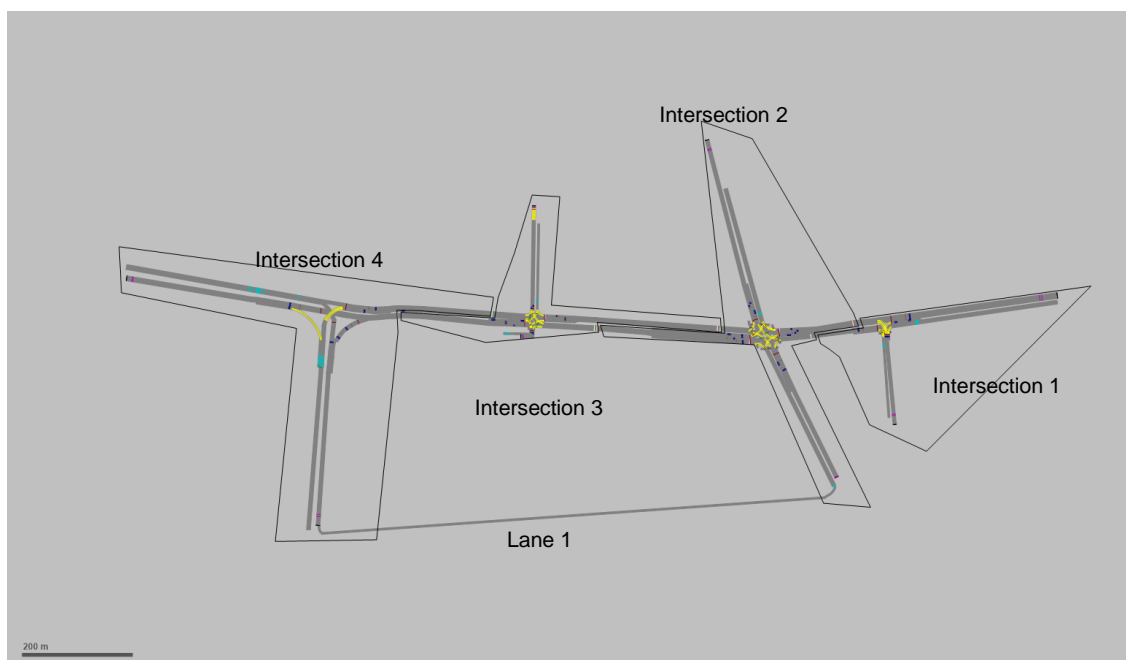 Intersection 2
Intersection 4
Intersection 1
Intersection 3
Lane 1
200 m